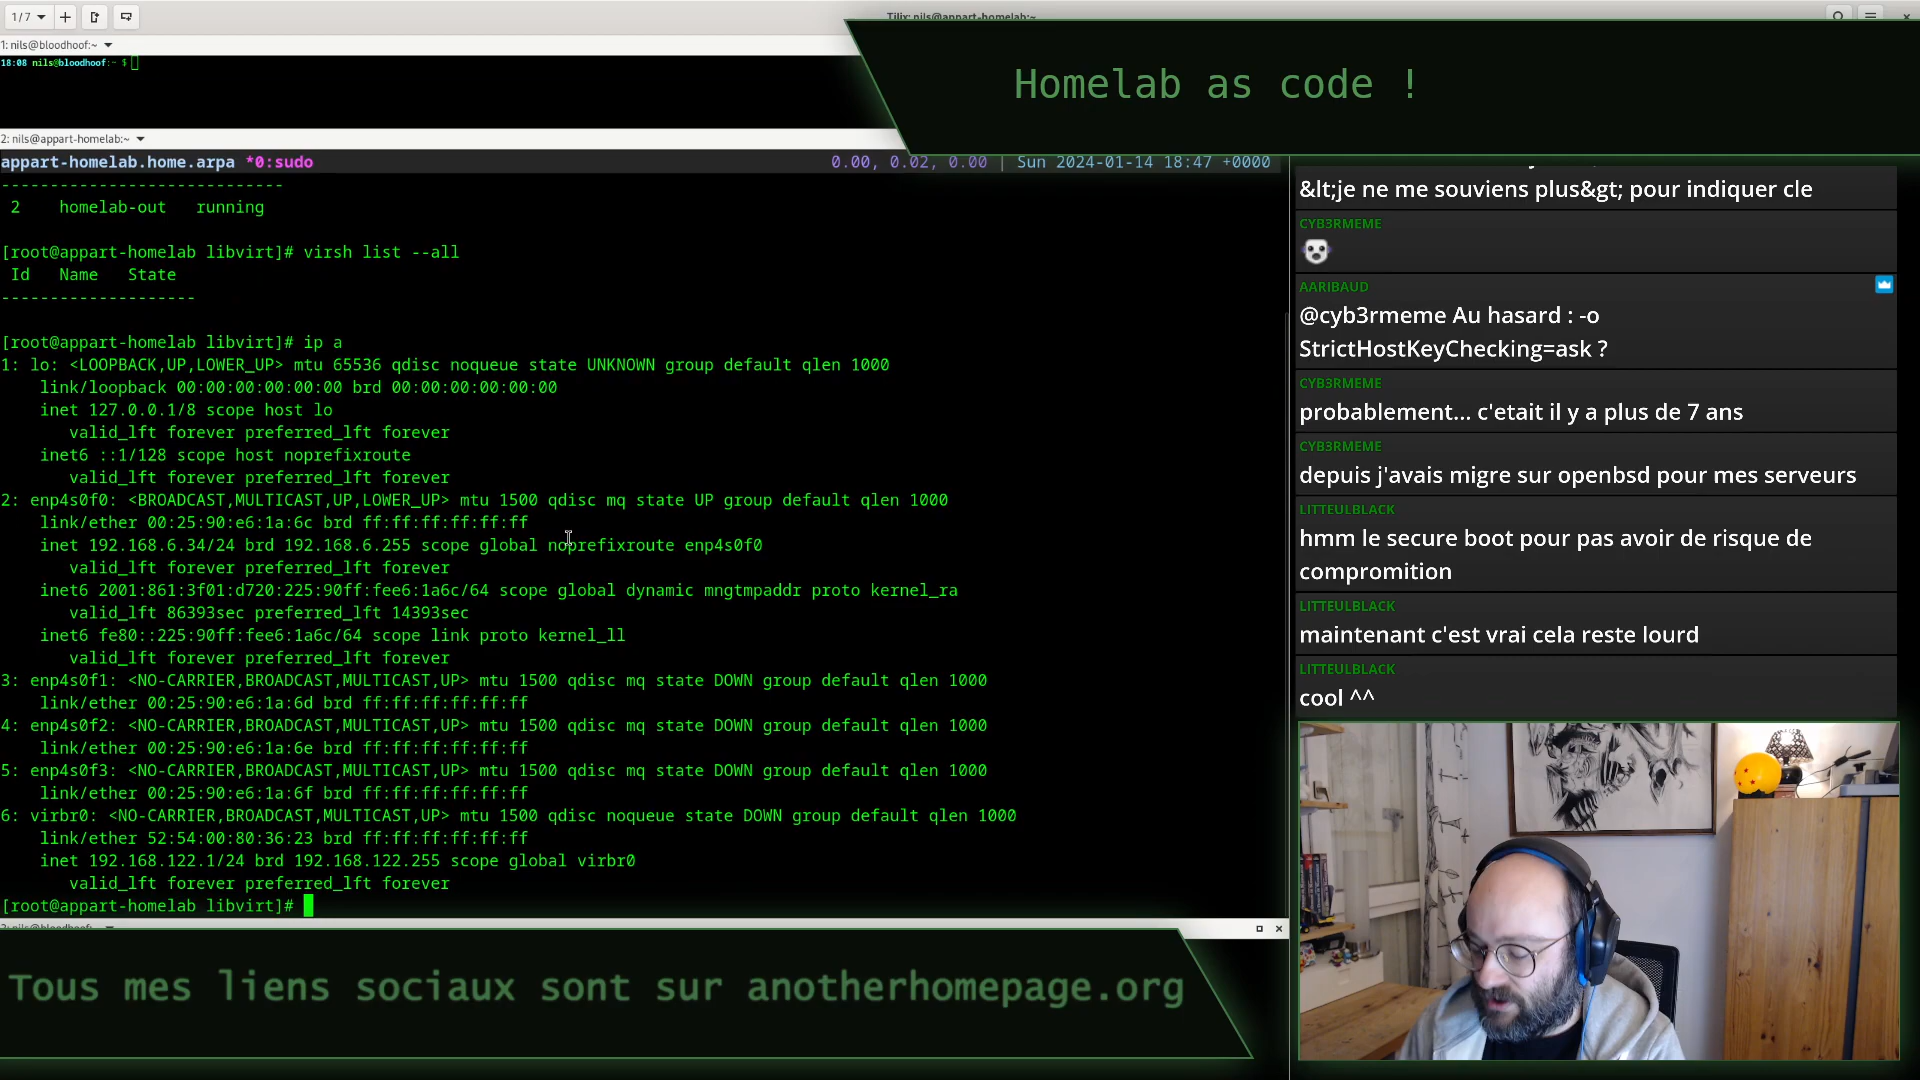 1/7
Tilix: nils@appart-homelab:~
1: nils@bloodhoof:~
18:08 nils@bloodhoof:~ $
Homelab as code !
2: nils@appart-homelab:~
appart-homelab.home.arpa *0:sudo 0.00, 0.02, 0.00 | Sun 2024-01-14 18:47 +0000
-----------------------------
2 homelab-out running
[root@appart-homelab libvirt]# virsh list --all
Id Name State
--------------------
[root@appart-homelab libvirt]# ip a
1: lo: <LOOPBACK,UP,LOWER_UP> mtu 65536 qdisc noqueue state UNKNOWN group default qlen 1000
link/loopback 00:00:00:00:00:00 brd 00:00:00:00:00:00
inet 127.0.0.1/8 scope host lo
valid_lft forever preferred_lft forever
inet6 ::1/128 scope host noprefixroute
valid_lft forever preferred_lft forever
2: enp4s0f0: <BROADCAST,MULTICAST,UP,LOWER_UP> mtu 1500 qdisc mq state UP group default qlen 1000
link/ether 00:25:90:e6:1a:6c brd ff:ff:ff:ff:ff:ff
inet 192.168.6.34/24 brd 192.168.6.255 scope global noprefixroute enp4s0f0
valid_lft forever preferred_lft forever
inet6 2001:861:3f01:d720:225:90ff:fee6:1a6c/64 scope global dynamic mngtmpaddr proto kernel_ra
valid_lft 86393sec preferred_lft 14393sec
inet6 fe80::225:90ff:fee6:1a6c/64 scope link proto kernel_ll
valid_lft forever preferred_lft forever
3: enp4s0f1: <NO-CARRIER,BROADCAST,MULTICAST,UP> mtu 1500 qdisc mq state DOWN group default qlen 1000
link/ether 00:25:90:e6:1a:6d brd ff:ff:ff:ff:ff:ff
4: enp4s0f2: <NO-CARRIER,BROADCAST,MULTICAST,UP> mtu 1500 qdisc mq state DOWN group default qlen 1000
link/ether 00:25:90:e6:1a:6e brd ff:ff:ff:ff:ff:ff
5: enp4s0f3: <NO-CARRIER,BROADCAST,MULTICAST,UP> mtu 1500 qdisc mq state DOWN group default qlen 1000
link/ether 00:25:90:e6:1a:6f brd ff:ff:ff:ff:ff:ff
6: virbr0: <NO-CARRIER,BROADCAST,MULTICAST,UP> mtu 1500 qdisc noqueue state DOWN group default qlen 1000
link/ether 52:54:00:80:36:23 brd ff:ff:ff:ff:ff:ff
inet 192.168.122.1/24 brd 192.168.122.255 scope global virbr0
valid_lft forever preferred_lft forever
[root@appart-homelab libvirt]#
Tous mes liens sociaux sont sur anotherhomepage.org
&lt;je ne me souviens plus&gt; pour indiquer cle
CYB3RMEME
AARIBAUD
@cyb3rmeme Au hasard : -o
StrictHostKeyChecking=ask ?
CYB3RMEME
probablement... c'etait il y a plus de 7 ans
CYB3RMEME
depuis j'avais migre sur openbsd pour mes serveurs
LITTEULBLACK
hmm le secure boot pour pas avoir de risque de
compromition
LITTEULBLACK
maintenant c'est vrai cela reste lourd
LITTEULBLACK
cool ^^